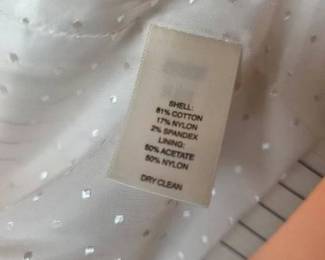 SHELL:
81% COTTON
17% NYLON
2% SPANDEX
LINING:
50% ACETATE
50% NYLON
DRY CLEAN